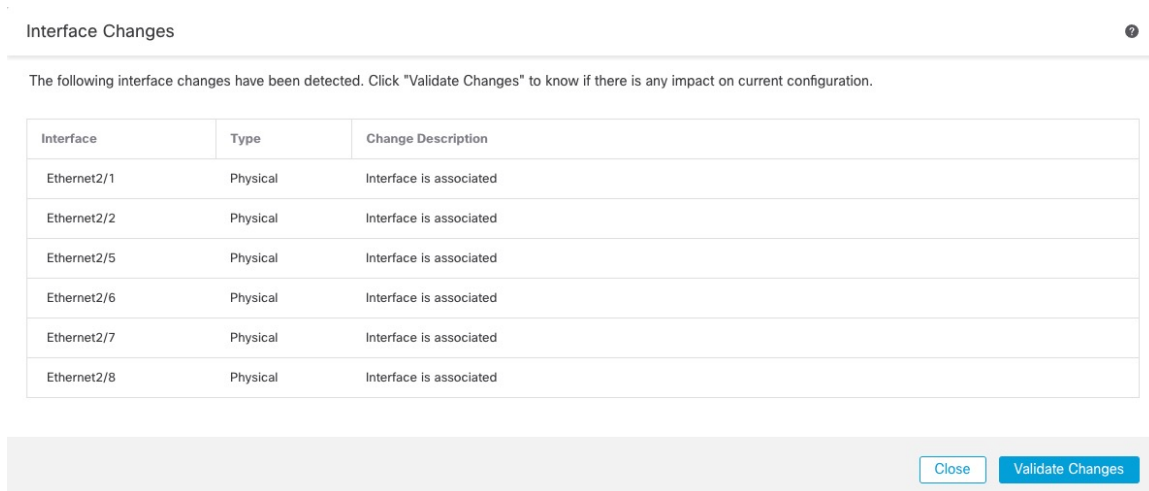 Interface Changes
?
The following interface changes have been detected. Click "Validate Changes" to know if there is any impact on current configuration.
Interface Type Change Description
Ethernet2/1 Physical Interface is associated
Ethernet2/2 Physical Interface is associated
Ethernet2/5 Physical Interface is associated
Ethernet2/6 Physical Interface is associated
Ethernet2/7 Physical Interface is associated
Ethernet2/8 Physical Interface is associated
Close Validate Changes